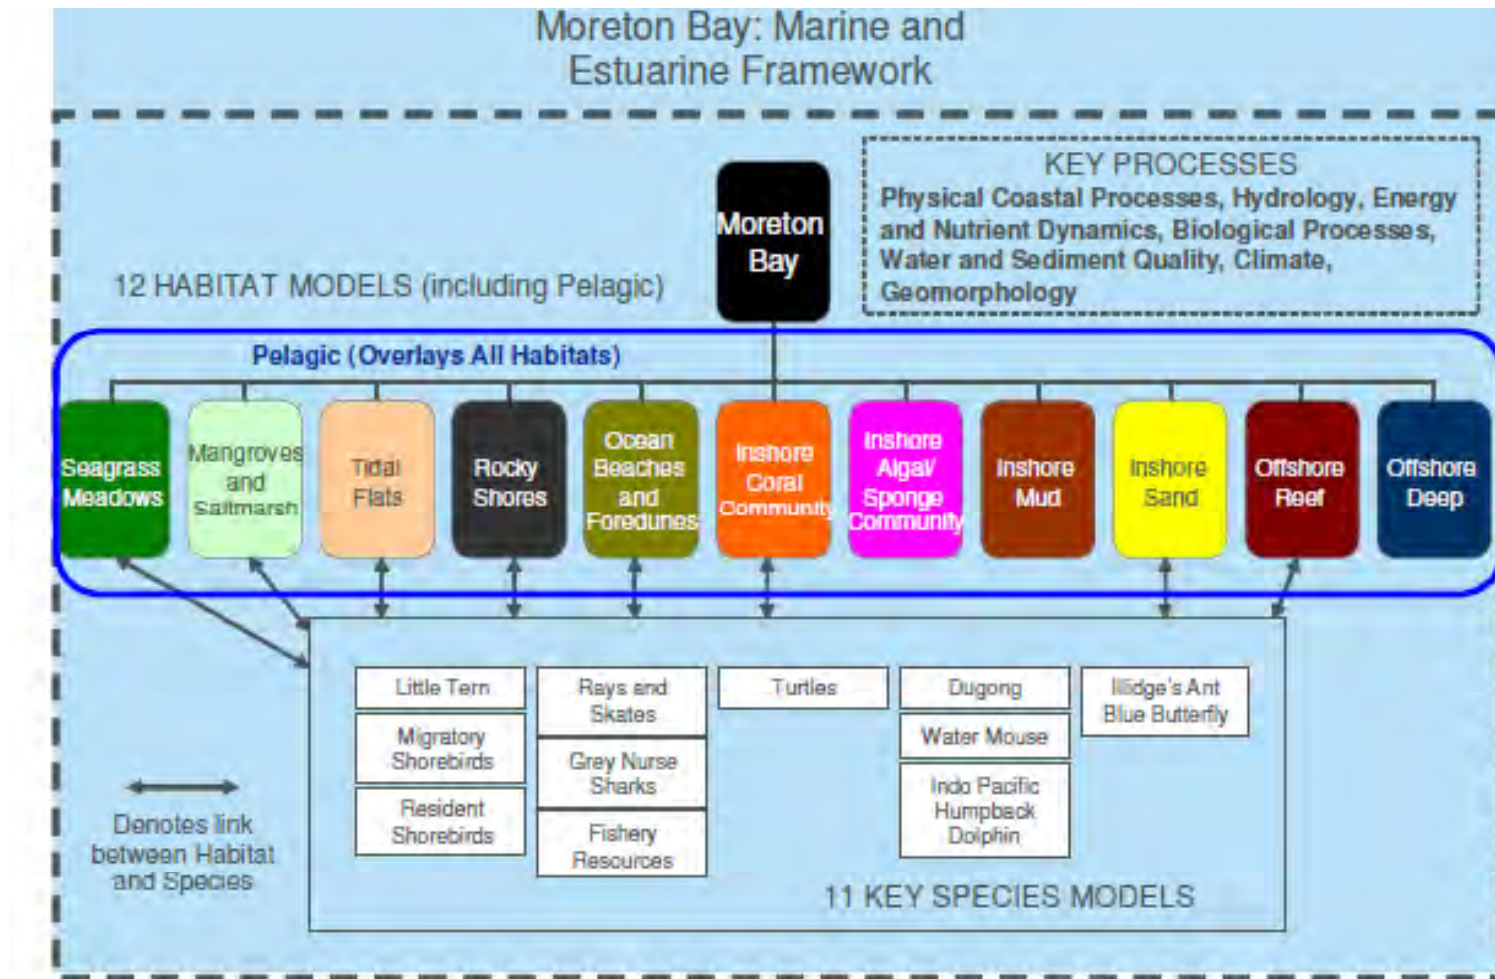 Moreton Bay: Marine and
Estuarine Framework
KEY PROCESSES
Physical Coastal Processes, Hydrology, Energy
and Nutrient Dynamics, Biological Processes,
Water and Sediment Quality, Climate,
Geomorphology
Moreton
Bay
12 HABITAT MODELS (including Pelagic)
Pelagic (Overlays All Habitats)
Seagrass
Meadows
Mangroves
and
Saltmarsh
Tidal
Flats
Rocky
Shores
Ocean
Beaches
and
Foredunes
Inshore
Coral
Community
Inshore
Algal/
Sponge
Community
Inshore
Mud
Inshore
Sand
Offshore
Reef
Offshore
Deep
Little Tern
Migratory
Shorebirds
Resident
Shorebirds
Rays and
Skates
Grey Nurse
Sharks
Fishery
Resources
Turtles
Dugong
Water Mouse
Indo Pacific
Humpback
Dolphin
Illidge's Ant
Blue Butterfly
Denotes link
between Habitat
and Species
11 KEY SPECIES MODELS